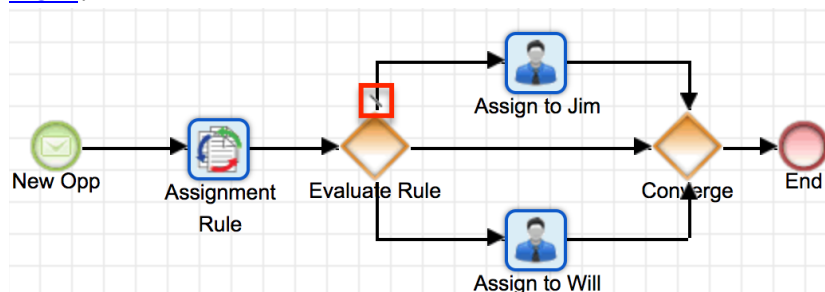 Assign to Jim
New Opp
Assignment
Rule
Evaluate Rule
Converge
End
Assign to Will